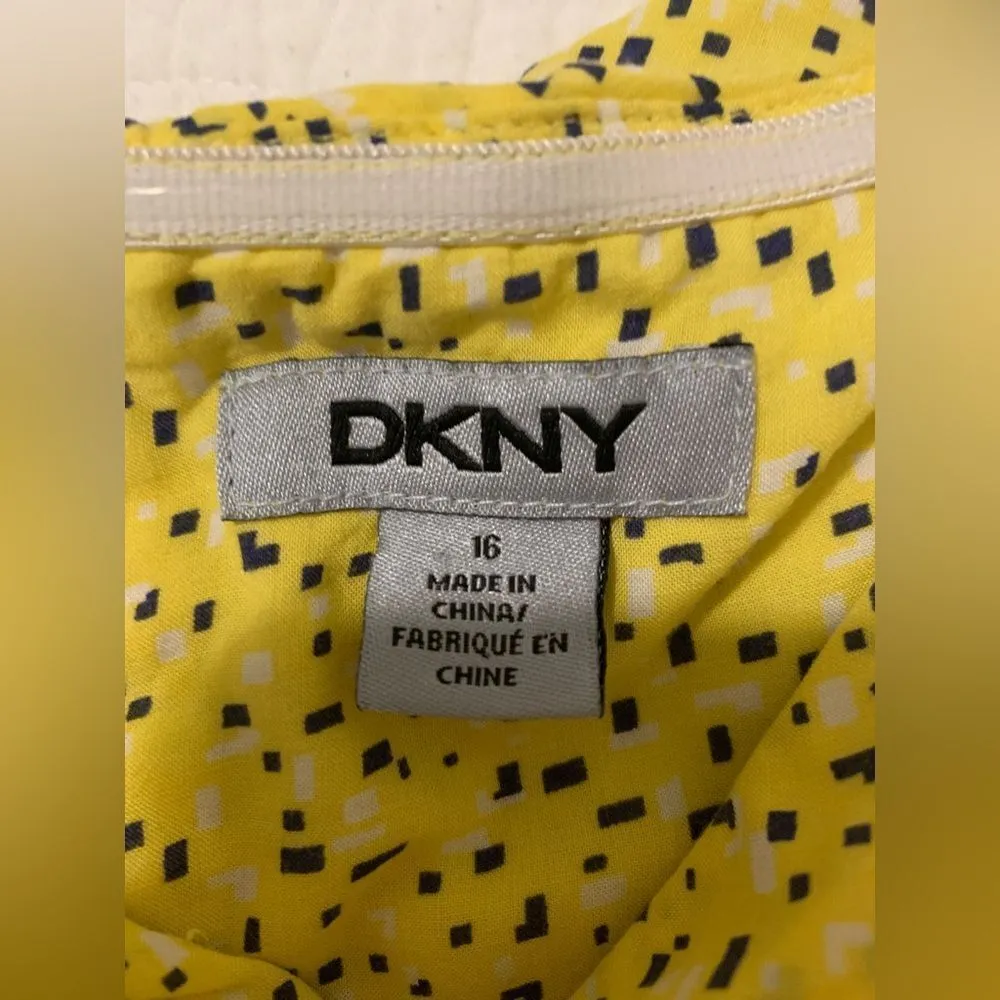 DKNY
16
MADE IN
CHINA/
FABRIQUÉ EN
CHINE